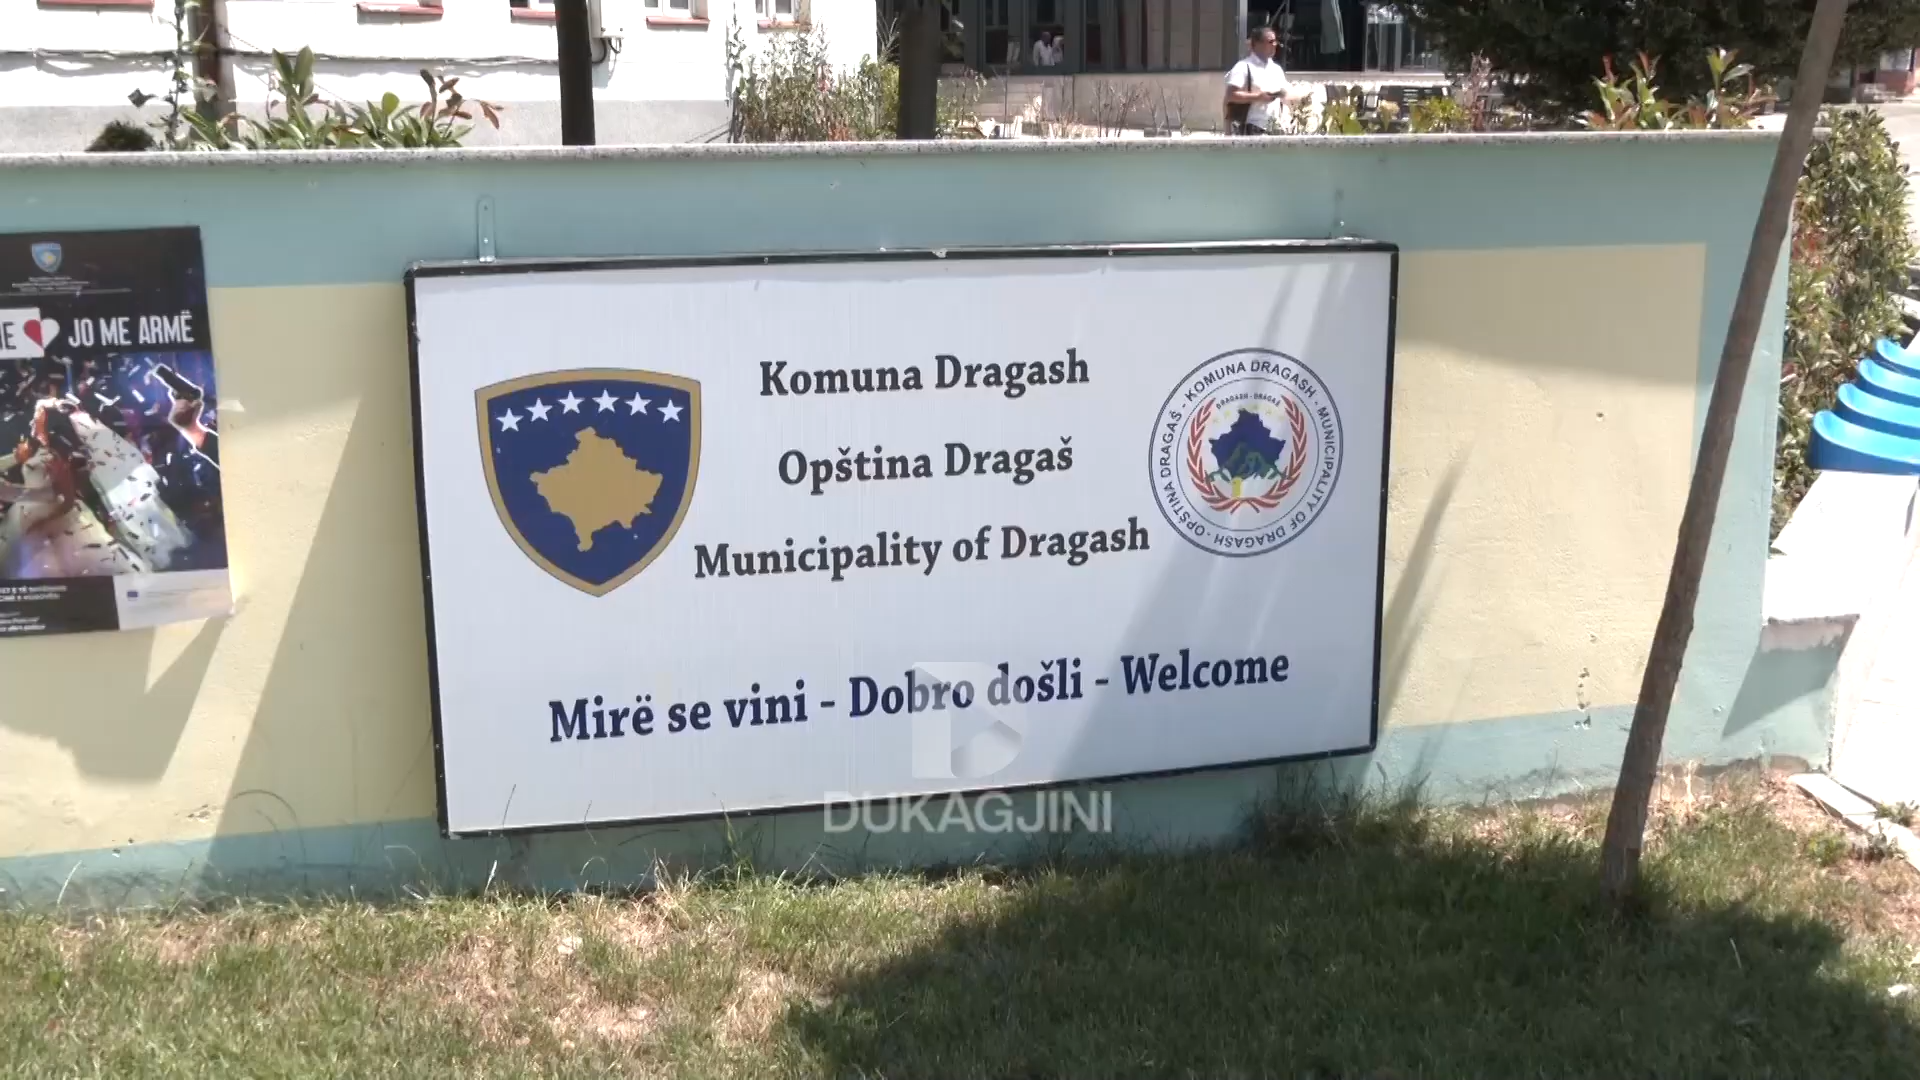 JO ME ARMË
Komuna Dragash
Opština Dragaš
Municipality of Dragash
Mirë se vini - Dobro došli - Welcome
KOMUNA DRAGASH - MUNICIPALITY OF DRAGASH - OPŠTINA DRAGAŠ -
DUKAGJINI